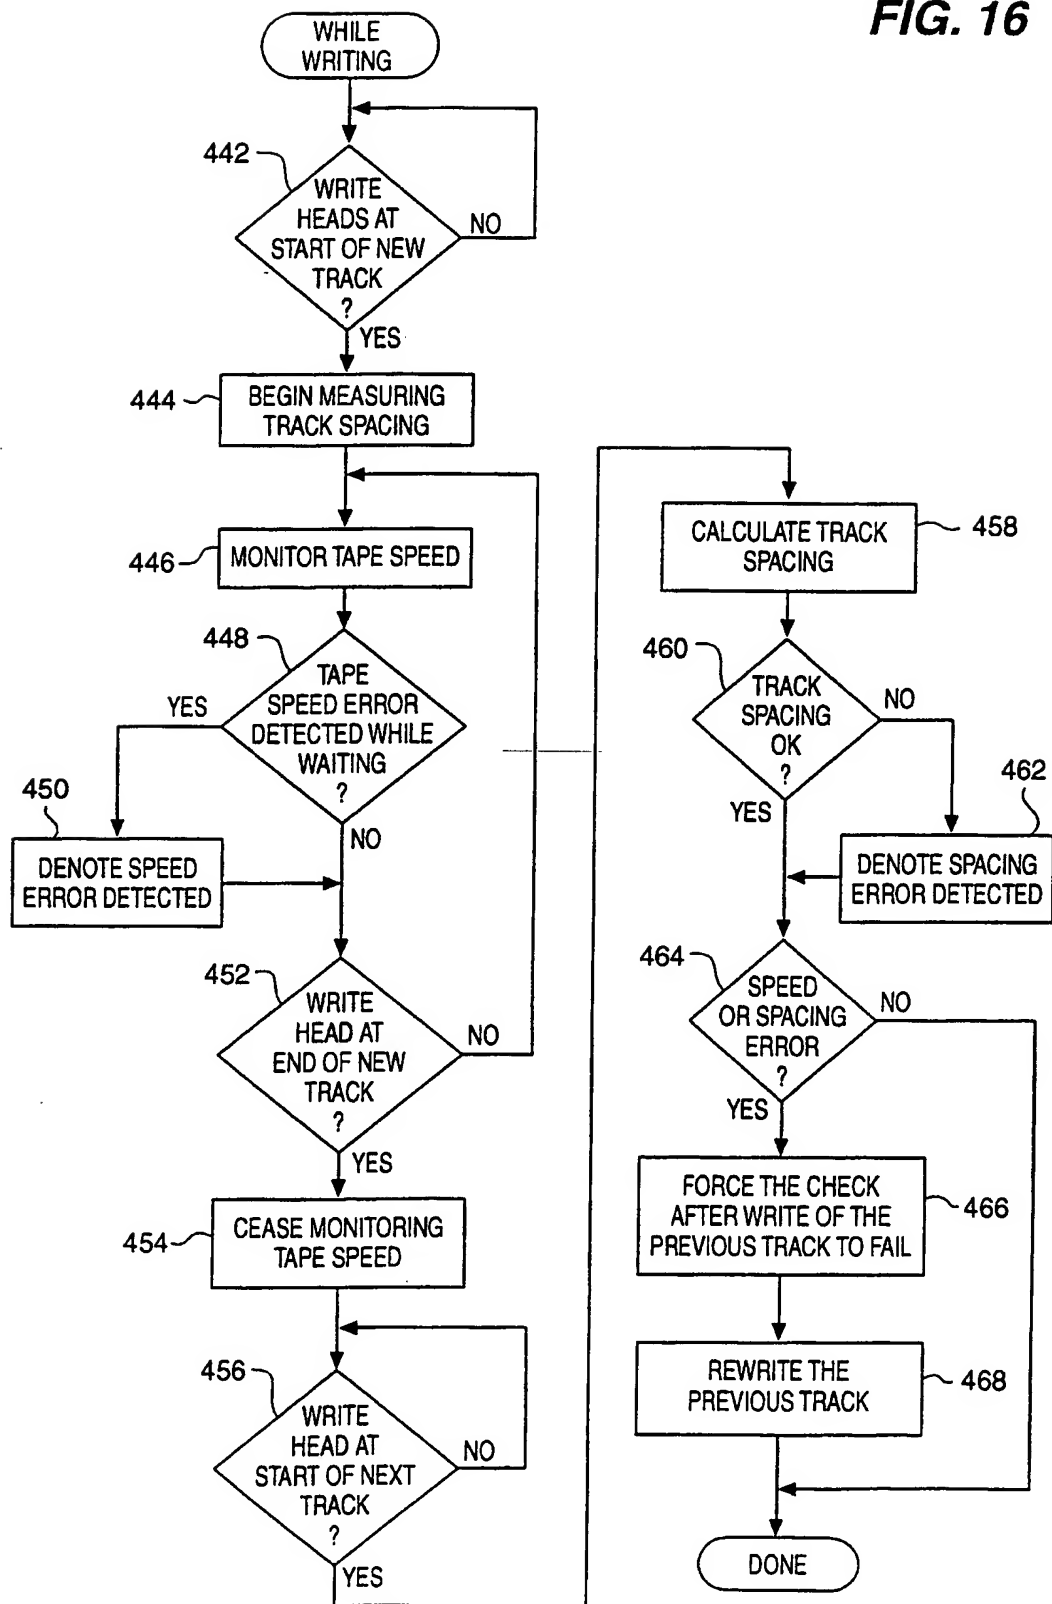 FIG. 16
WHILE
WRITING
442
WRITE
HEADS AT
START OF NEW
TRACK
?
NO
YES
444
BEGIN MEASURING
TRACK SPACING
446
MONITOR TAPE SPEED
448
TAPE
SPEED ERROR
DETECTED WHILE
WAITING
?
YES
NO
450
DENOTE SPEED
ERROR DETECTED
452
WRITE
HEAD AT
END OF NEW
TRACK
?
NO
YES
454
CEASE MONITORING
TAPE SPEED
456
WRITE
HEAD AT
START OF NEXT
TRACK
?
NO
YES
CALCULATE TRACK
SPACING
458
460
TRACK
SPACING
OK
?
NO
YES
462
DENOTE SPACING
ERROR DETECTED
464
SPEED
OR SPACING
ERROR
?
NO
YES
FORCE THE CHECK
AFTER WRITE OF THE
PREVIOUS TRACK TO FAIL
466
REWRITE THE
PREVIOUS TRACK
468
DONE